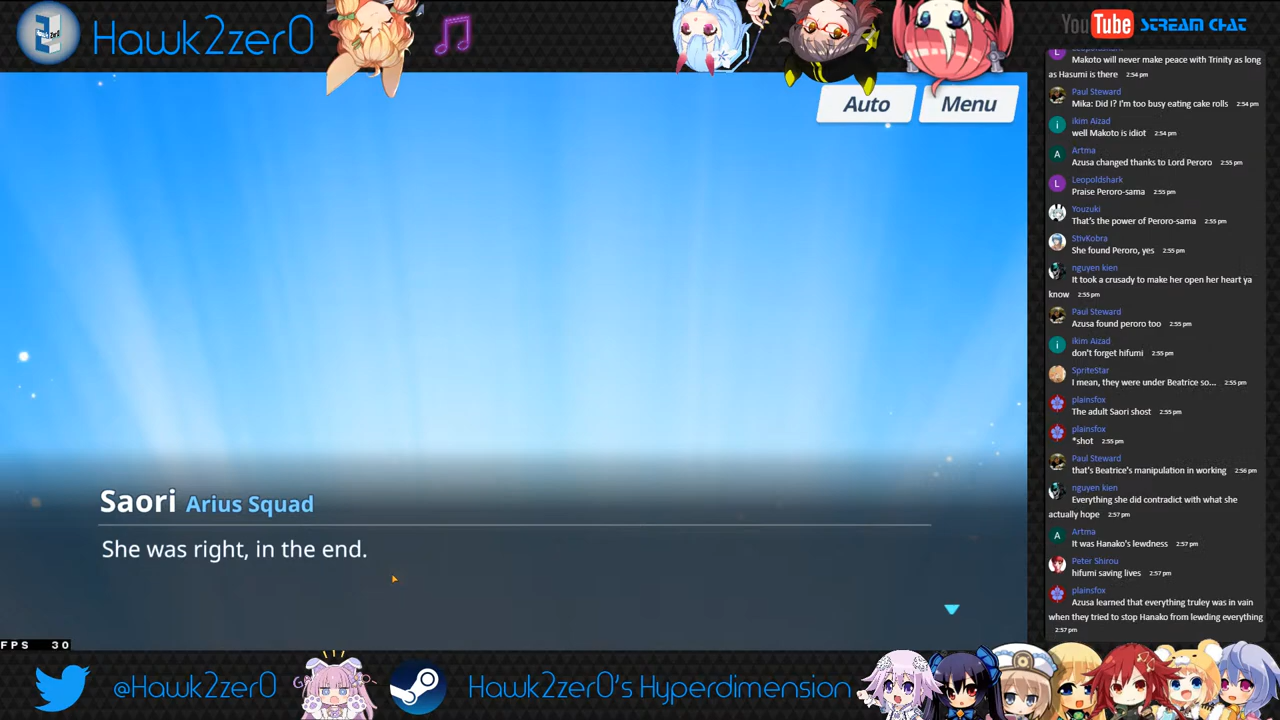 Hawk2zer0
You Tube STREAM CHAT
Auto
Menu
Makoto will never make peace with Trinity as long
as Hasumi is there 2:54 pm
Paul Steward
Mika: Did I? I'm too busy eating cake rolls 2:54 pm
ikim Aizad
well Makoto is idiot 2:54 pm
Artma
Azusa changed thanks to Lord Peroro 2:55 pm
Leopoldshark
Praise Peroro-sama 2:55 pm
Youzuki
That's the power of Peroro-sama 2:55 pm
StivKobra
She found Peroro, yes 2:55 pm
nguyen kien
It took a crusady to make her open her heart ya
know 2:55 pm
Paul Steward
Azusa found peroro too 2:55 pm
ikim Aizad
don't forget hifumi 2:55 pm
SpriteStar
I mean, they were under Beatrice so... 2:55 pm
plainsfox
The adult Saori shost 2:55 pm
plainsfox
*shot 2:55 pm
Paul Steward
that's Beatrice's manipulation in working 2:56 pm
nguyen kien
Everything she did contradict with what she
actually hope 2:57 pm
Artma
It was Hanako's lewdness 2:57 pm
Peter Shirou
hifumi saving lives 2:57 pm
plainsfox
Azusa learned that everything truley was in vain
when they tried to stop Hanako from lewding everything
2:57 pm
Saori Arius Squad
She was right, in the end.
FPS 30
@Hawk2zer0
Hawk2zer0's Hyperdimension